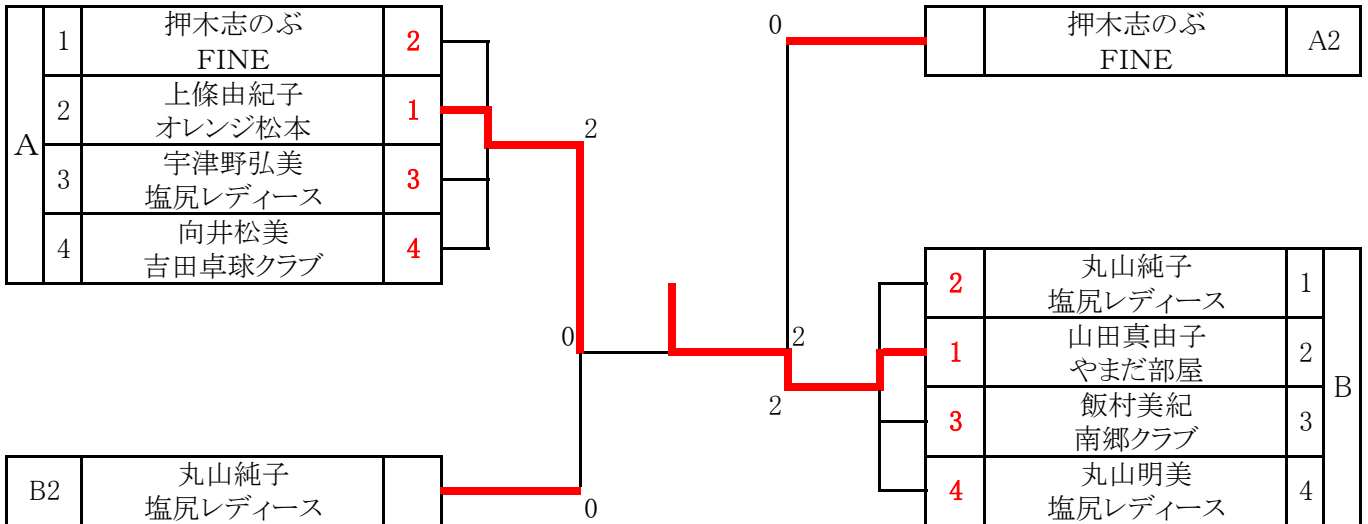 A
1 押木志のぶ 2
FINE
2 上條由紀子 1
オレンジ松本
3 宇津野弘美 3
塩尻レディース
4 向井松美 4
吉田卓球クラブ
2
0
B2 丸山純子
塩尻レディース
0
0
押木志のぶ A2
FINE
2
2
B
2 丸山純子 1
塩尻レディース
1 山田真由子 2
やまだ部屋
3 飯村美紀 3
南郷クラブ
4 丸山明美 4
塩尻レディース